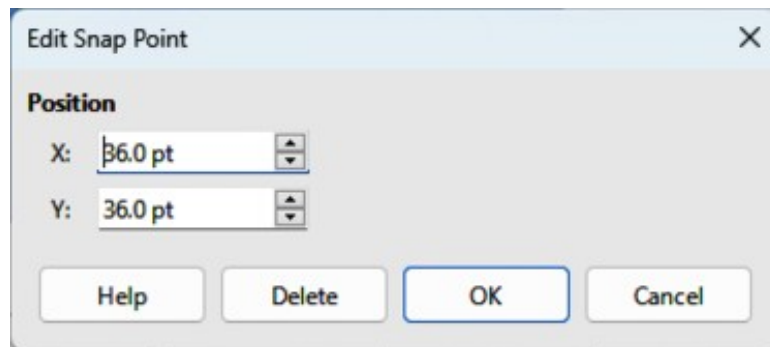 Edit Snap Point
Position
X: 36.0 pt
Y: 36.0 pt
Help Delete OK Cancel